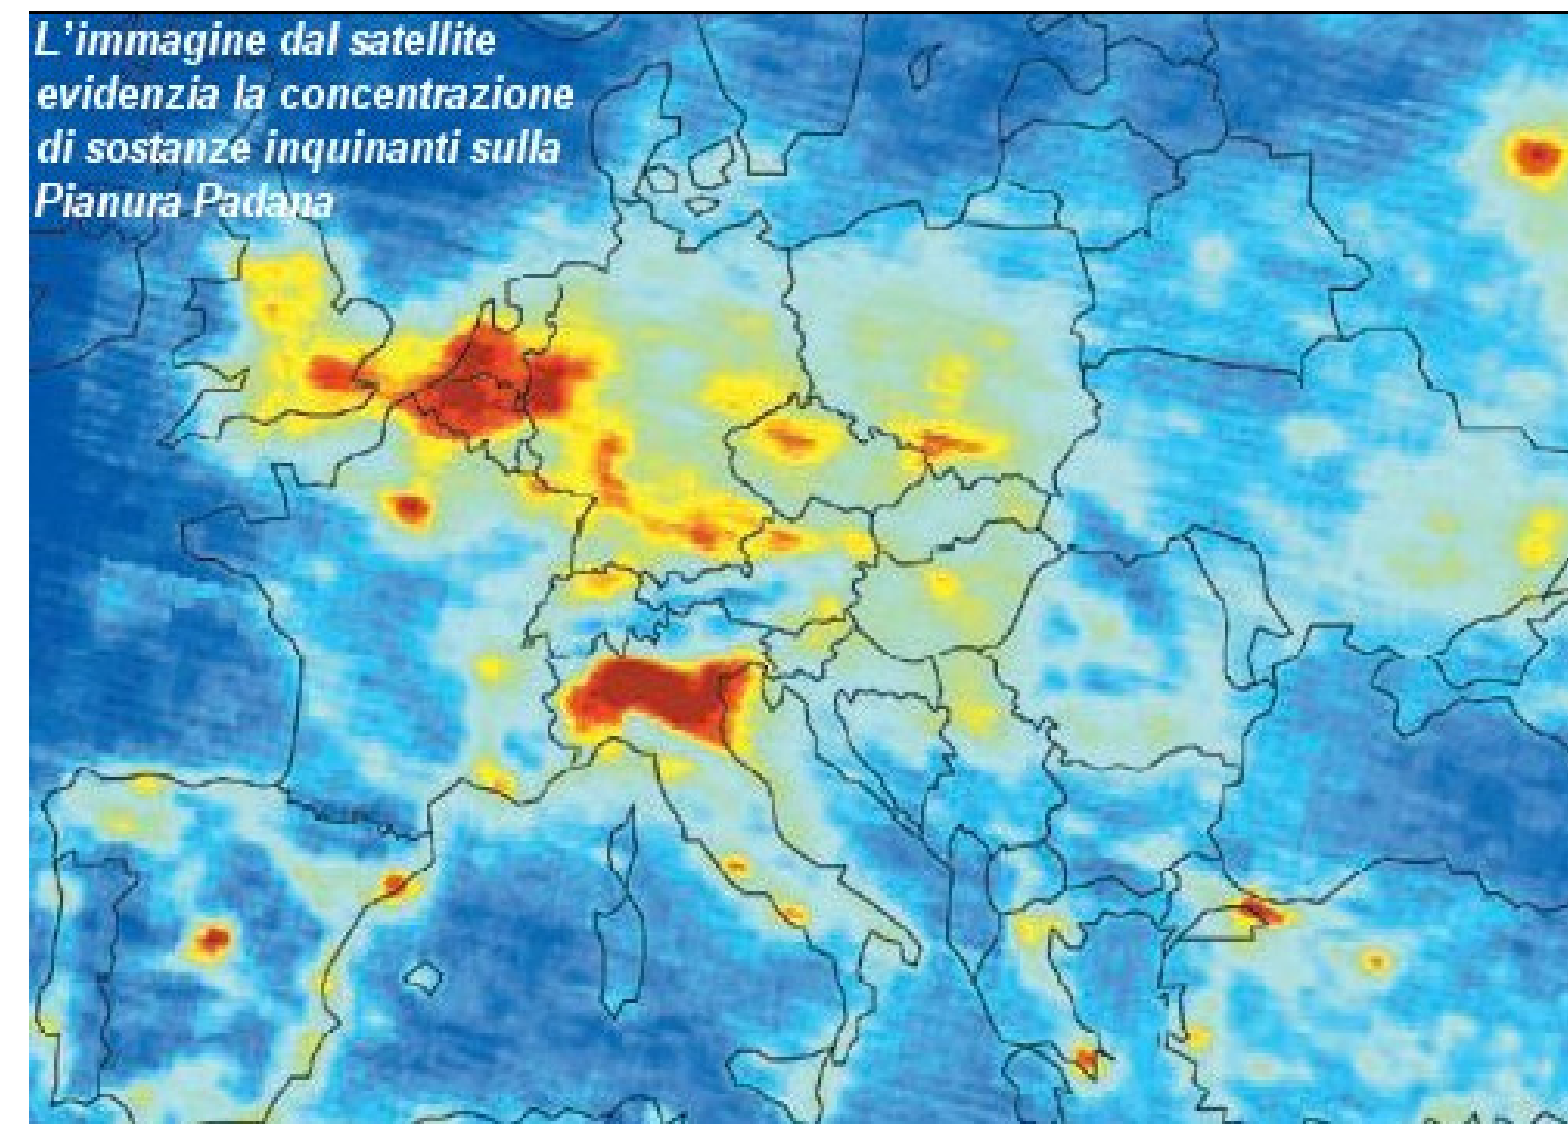 L'immagine dal satellite
evidenzia la concentrazione
di sostanze inquinanti sulla
Pianura Padana